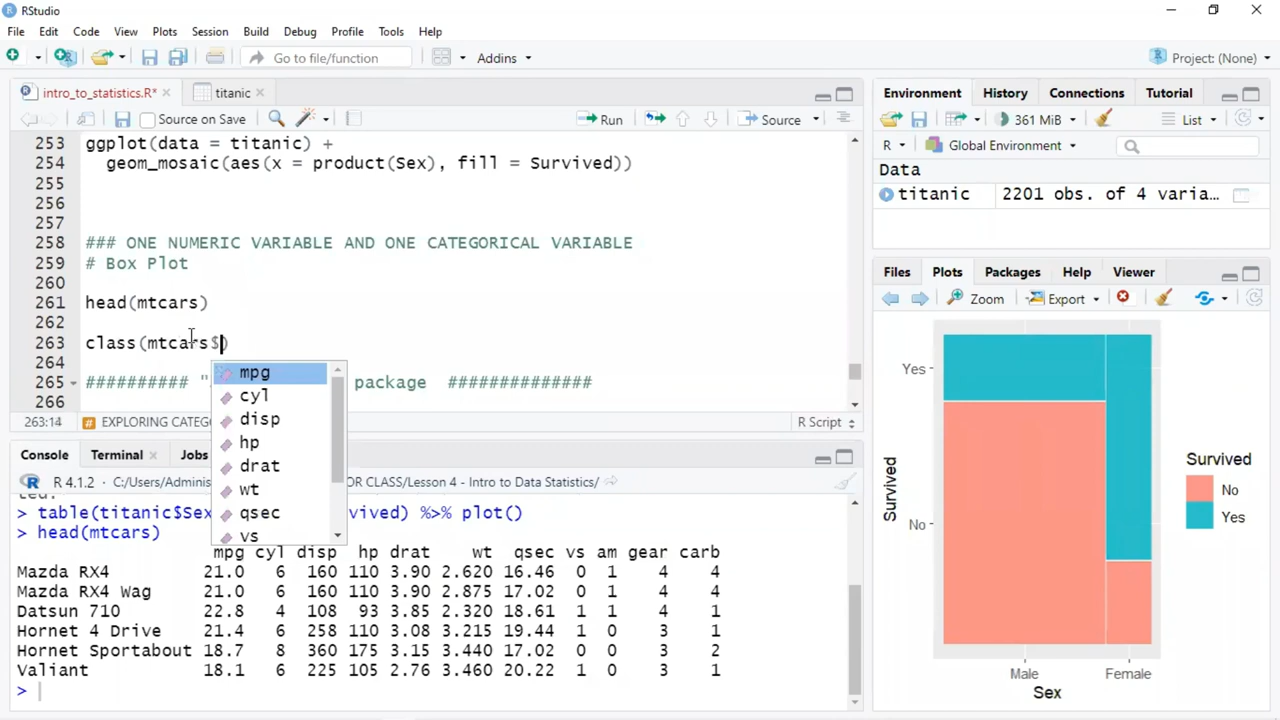 RStudio
File Edit Code View Plots Session Build Debug Profile Tools Help
Go to file/function Addins Project: (None)
intro_to_statistics.R* titanic
Source on Save Run Source
253 ggplot(data = titanic) +
254 geom_mosaic(aes(x = product(Sex), fill = Survived))
255
256
257
258 ### ONE NUMERIC VARIABLE AND ONE CATEGORICAL VARIABLE
259 # Box Plot
260
261 head(mtcars)
262
263 class(mtcars$)
264
265 ########## " package ##############
266
mpg
cyl
disp
hp
drat
wt
qsec
vs
263:14 EXPLORING CATEG R Script
Console Terminal Jobs
R 4.1.2 · C:/Users/Adminis OR CLASS/Lesson 4 - Intro to Data Statistics/
> table(titanic$Sex vived) %>% plot()
> head(mtcars)
mpg cyl disp hp drat wt qsec vs am gear carb
Mazda RX4 21.0 6 160 110 3.90 2.620 16.46 0 1 4 4
Mazda RX4 Wag 21.0 6 160 110 3.90 2.875 17.02 0 1 4 4
Datsun 710 22.8 4 108 93 3.85 2.320 18.61 1 1 4 1
Hornet 4 Drive 21.4 6 258 110 3.08 3.215 19.44 1 0 3 1
Hornet Sportabout 18.7 8 360 175 3.15 3.440 17.02 0 0 3 2
Valiant 18.1 6 225 105 2.76 3.460 20.22 1 0 3 1
>
Environment History Connections Tutorial
361 MiB List
R Global Environment
Data
titanic 2201 obs. of 4 varia…
Files Plots Packages Help Viewer
Zoom Export
Yes
No
Survived
Male Female
Sex
Survived
No
Yes